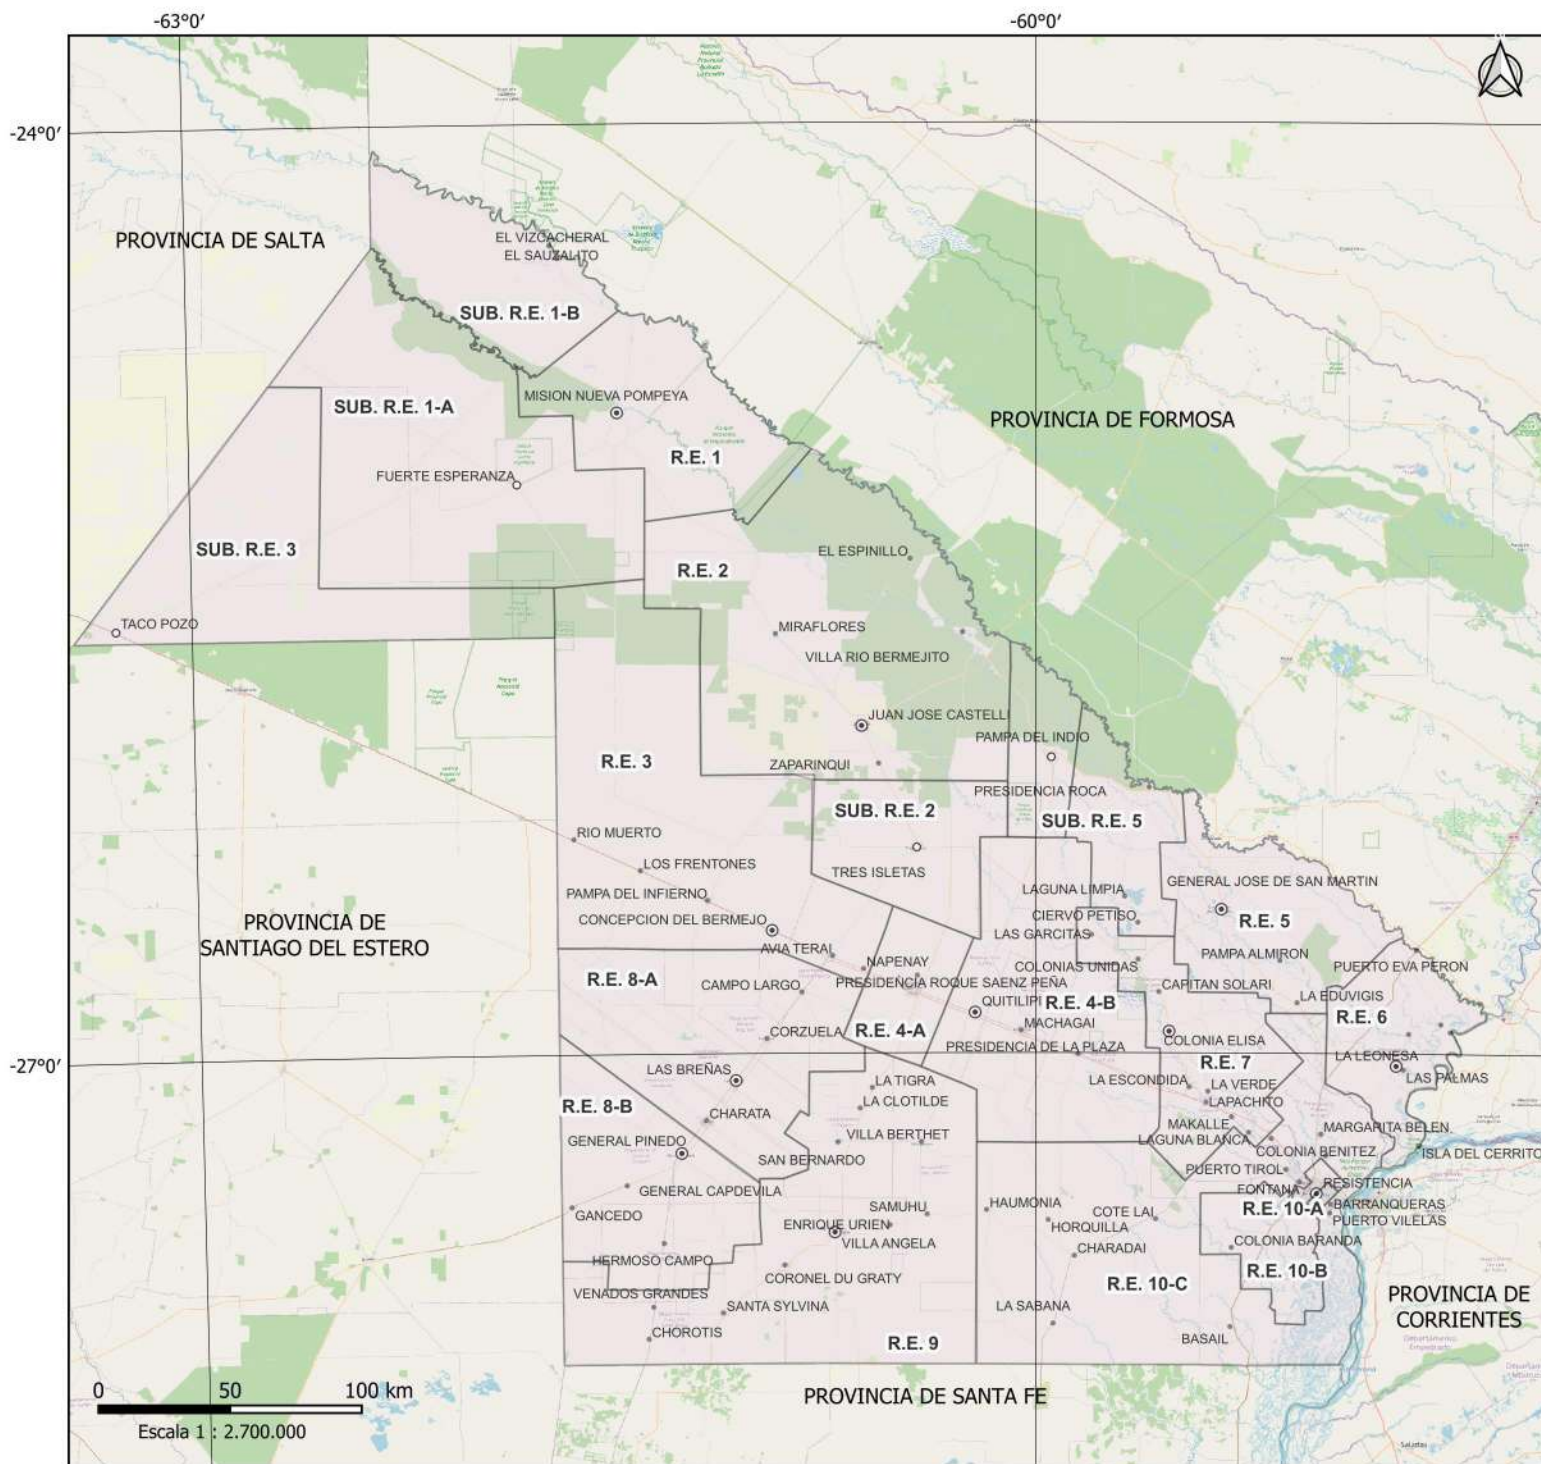 -63°0'
-60°0'
-24°0'
PROVINCIA DE SALTA
EL VIZCACHERAL
EL SAUZALITO
SUB. R.E. 1-B
MISION NUEVA POMPEYA
SUB. R.E. 1-A
PROVINCIA DE FORMOSA
R.E. 1
FUERTE ESPERANZA
SUB. R.E. 3
EL ESPINILLO
R.E. 2
TACO POZO
MIRAFLORES
VILLA RIO BERMEJITO
JUAN JOSE CASTELLI
PAMPA DEL INDIO
R.E. 3
ZAPARINQUI
PRESIDENCIA ROCA
SUB. R.E. 2
SUB. R.E. 5
RIO MUERTO
LOS FRENTONES
TRES ISLETAS
GENERAL JOSE DE SAN MARTIN
LAGUNA LIMPIA
PAMPA DEL INFIERNO
CIERVO PETISO
R.E. 5
CONCEPCION DEL BERMEJO
LAS GARCITAS
PROVINCIA DE
SANTIAGO DEL ESTERO
AVIA TERAI
NAPENAY
COLONIAS UNIDAS
PAMPA ALMIRON
PUERTO EVA PERON
R.E. 8-A
CAMPO LARGO
PRESIDENCIA ROQUE SAENZ PEÑA
CAPITAN SOLARI
QUITILIPI
R.E. 4-B
LA EDUVIGIS
R.E. 6
CORZUELA
R.E. 4-A
MACHAGAI
COLONIA ELISA
PRESIDENCIA DE LA PLAZA
LA LEONESA
-27°0'
R.E. 7
LAS BREÑAS
LA TIGRA
LA ESCONDIDA
LA VERDE
LAS PALMAS
R.E. 8-B
LA CLOTILDE
LAPACHITO
CHARATA
MAKALLE
MARGARITA BELEN
GENERAL PINEDO
VILLA BERTHET
LAGUNA BLANCA
COLONIA BENITEZ
ISLA DEL CERRITO
SAN BERNARDO
PUERTO TIROL
GENERAL CAPDEVILA
FONTANA
RESISTENCIA
GANCEDO
SAMUHU
HAUMONIA
COTE LAI
R.E. 10-A
BARRANQUERAS
ENRIQUE URIEN
HORQUILLA
PUERTO VILELAS
VILLA ANGELA
HERMOSO CAMPO
CHARADAI
COLONIA BARANDA
CORONEL DU GRATY
R.E. 10-C
R.E. 10-B
VENADOS GRANDES
SANTA SYLVINA
LA SABANA
PROVINCIA DE
CORRIENTES
CHOROTIS
R.E. 9
BASAIL
0 50 100 km
Escala 1 : 2.700.000
PROVINCIA DE SANTA FE